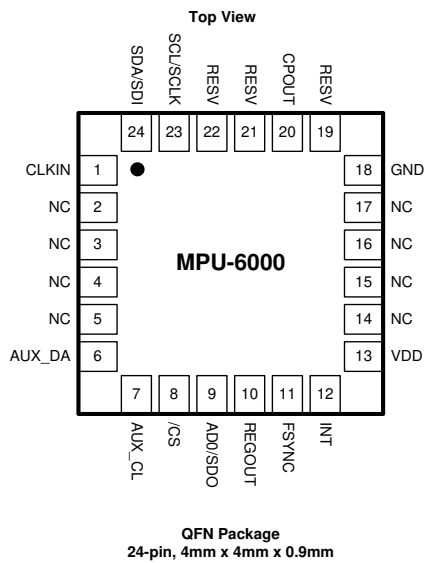 Top View
SDA/SDI
SCL/SCLK
RESV
RESV
CPOUT
RESV
24
23
22
21
20
19
CLKIN
1
18
GND
NC
2
17
NC
NC
3
16
NC
MPU-6000
NC
4
15
NC
NC
5
14
NC
AUX_DA
6
13
VDD
7
8
9
10
11
12
AUX_CL
/CS
AD0/SDO
REGOUT
FSYNC
INT
QFN Package
24-pin, 4mm x 4mm x 0.9mm